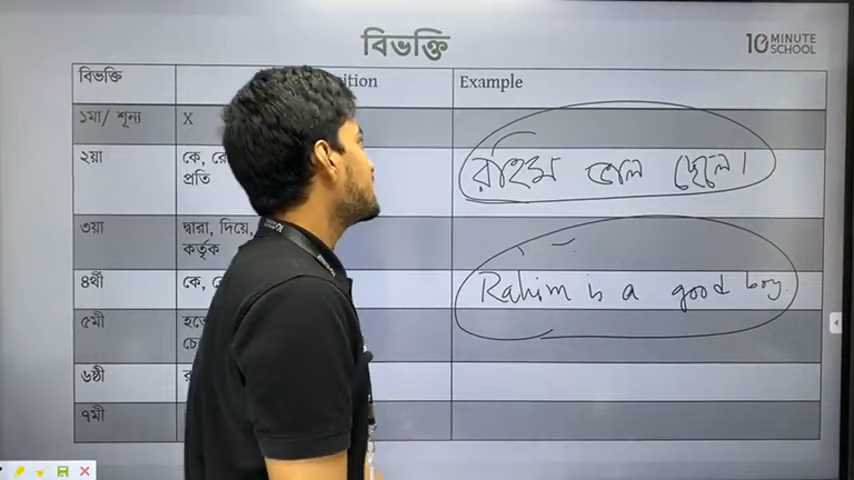 বিভক্তি
10 MINUTE SCHOOL
বিভক্তি Example
১মা/ শূন্য X
২য়া কে,
প্রতি
রাহিম ভাল ছেলে।
৩য়া দ্বারা, দিয়ে,
কর্তৃক
৪র্থী কে,
Rahim is a good boy.
৫মী
৬ষ্ঠী
৭মী